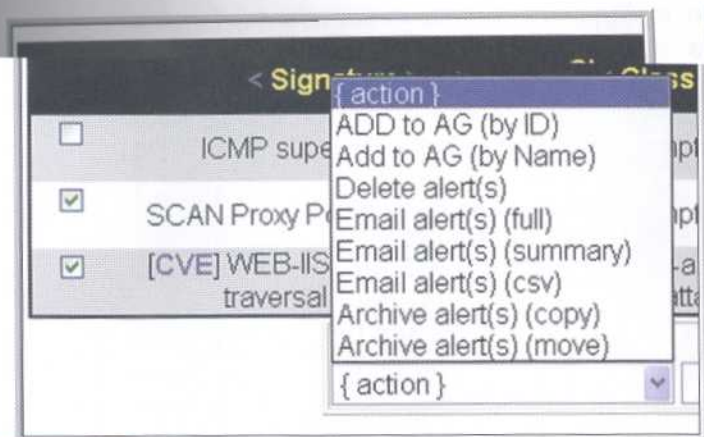 < Sign
{ action }
ICMP supe
ADD to AG (by ID)
Add to AG (by Name)
SCAN Proxy
Delete alert(s)
Email alert(s) (full)
[CVE] WEB-IIS
traversal
Email alert(s) (summary)
Email alert(s) (csv)
Archive alert(s) (copy)
Archive alert(s) (move)
{ action }